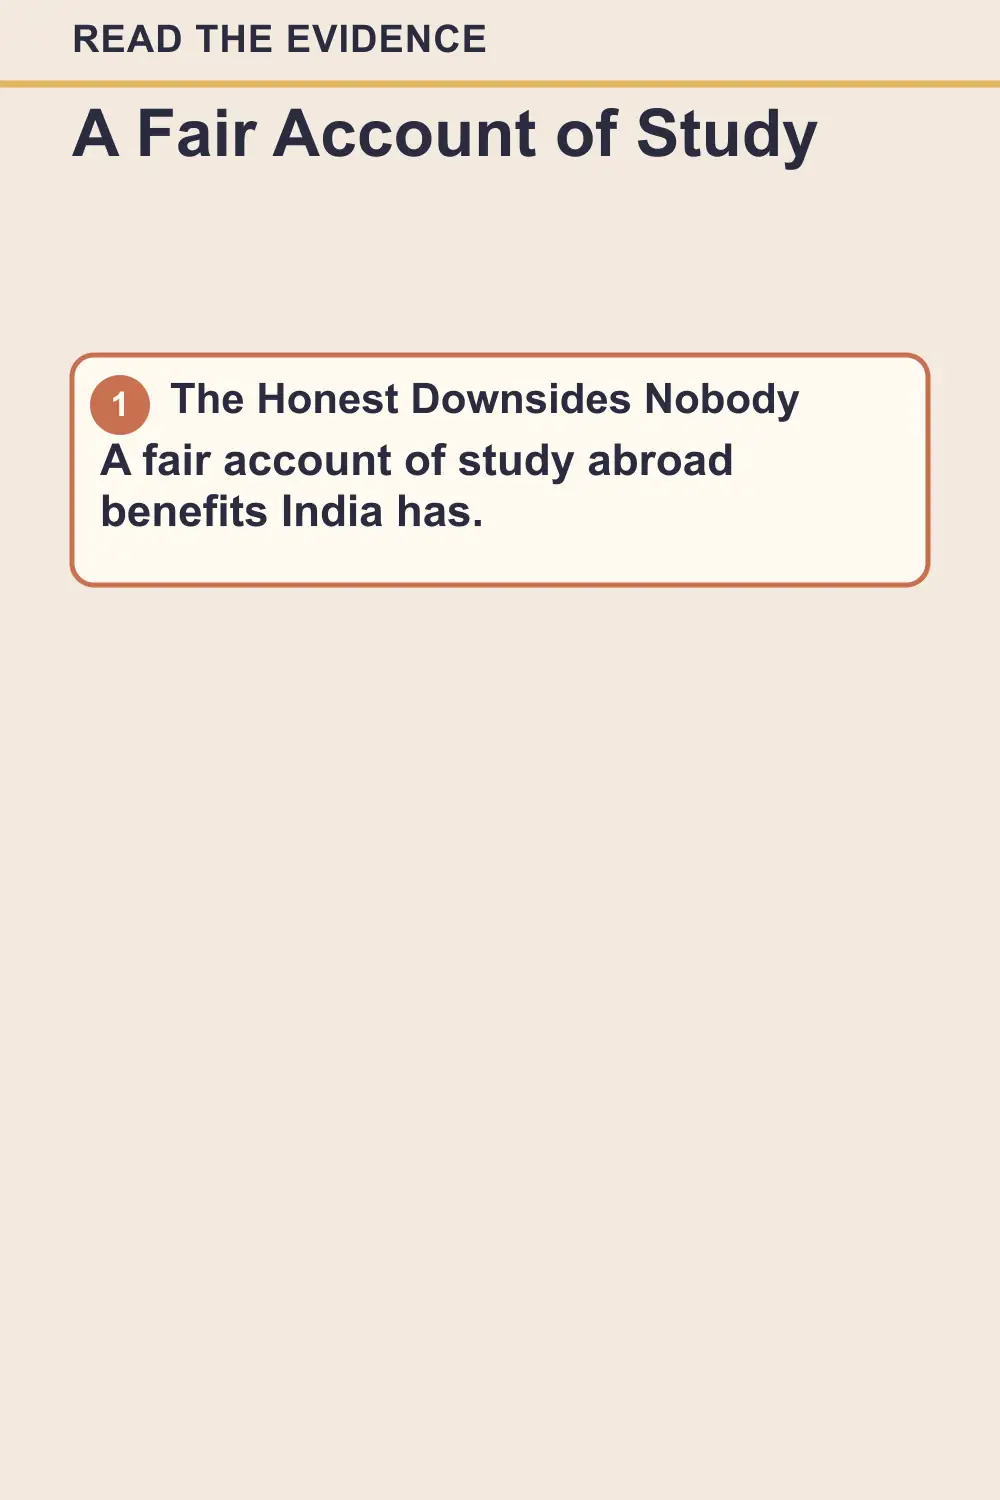 READ THE EVIDENCE
A Fair Account of Study
1 The Honest Downsides Nobody
A fair account of study abroad
benefits India has.